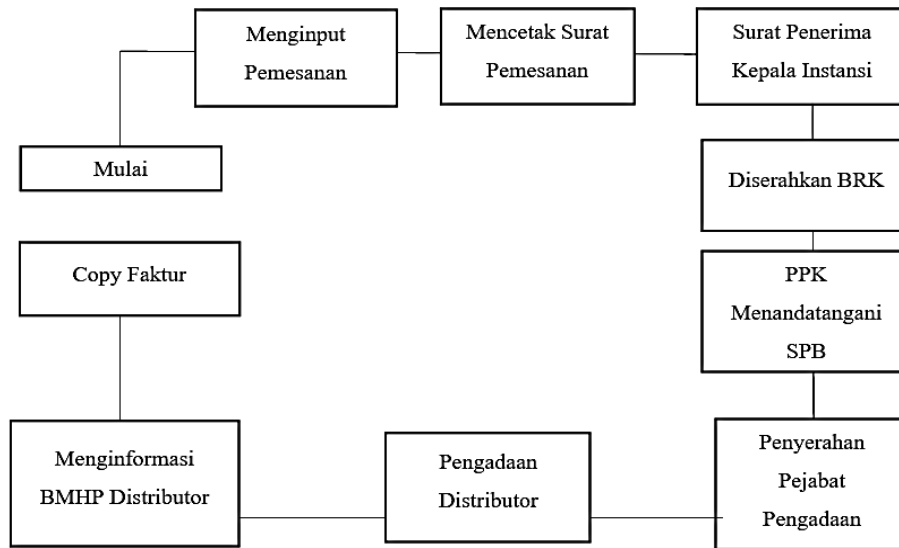 Mulai
Menginput
Pemesanan
Mencetak Surat
Pemesanan
Surat Penerima
Kepala Instansi
Diserahkan BRK
PPK
Menandatangani
SPB
Penyerahan
Pejabat
Pengadaan
Pengadaan
Distributor
Menginformasi
BMHP Distributor
Copy Faktur